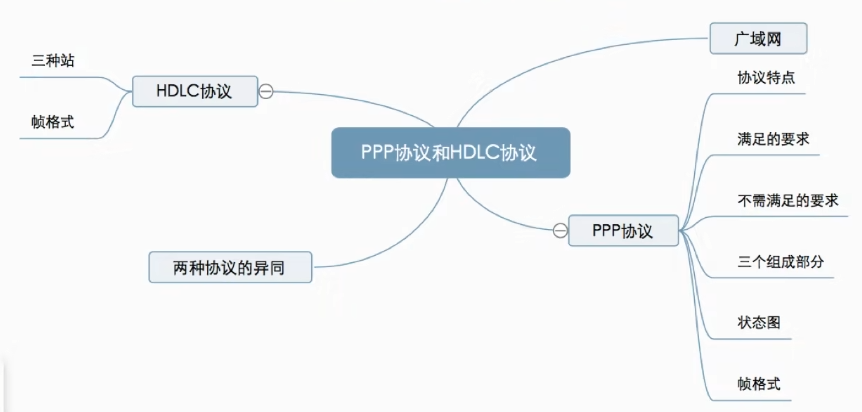 PPP协议和HDLC协议
广域网
PPP协议
协议特点
满足的要求
不需满足的要求
三个组成部分
状态图
帧格式
两种协议的异同
HDLC协议
三种站
帧格式